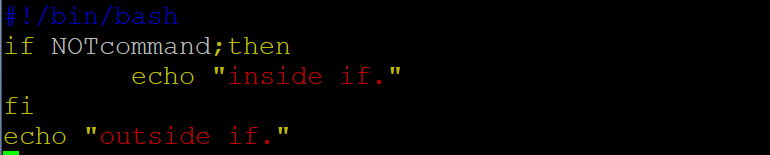 #!/bin/bash
if NOTcommand;then
        echo "inside if."
fi
echo "outside if."